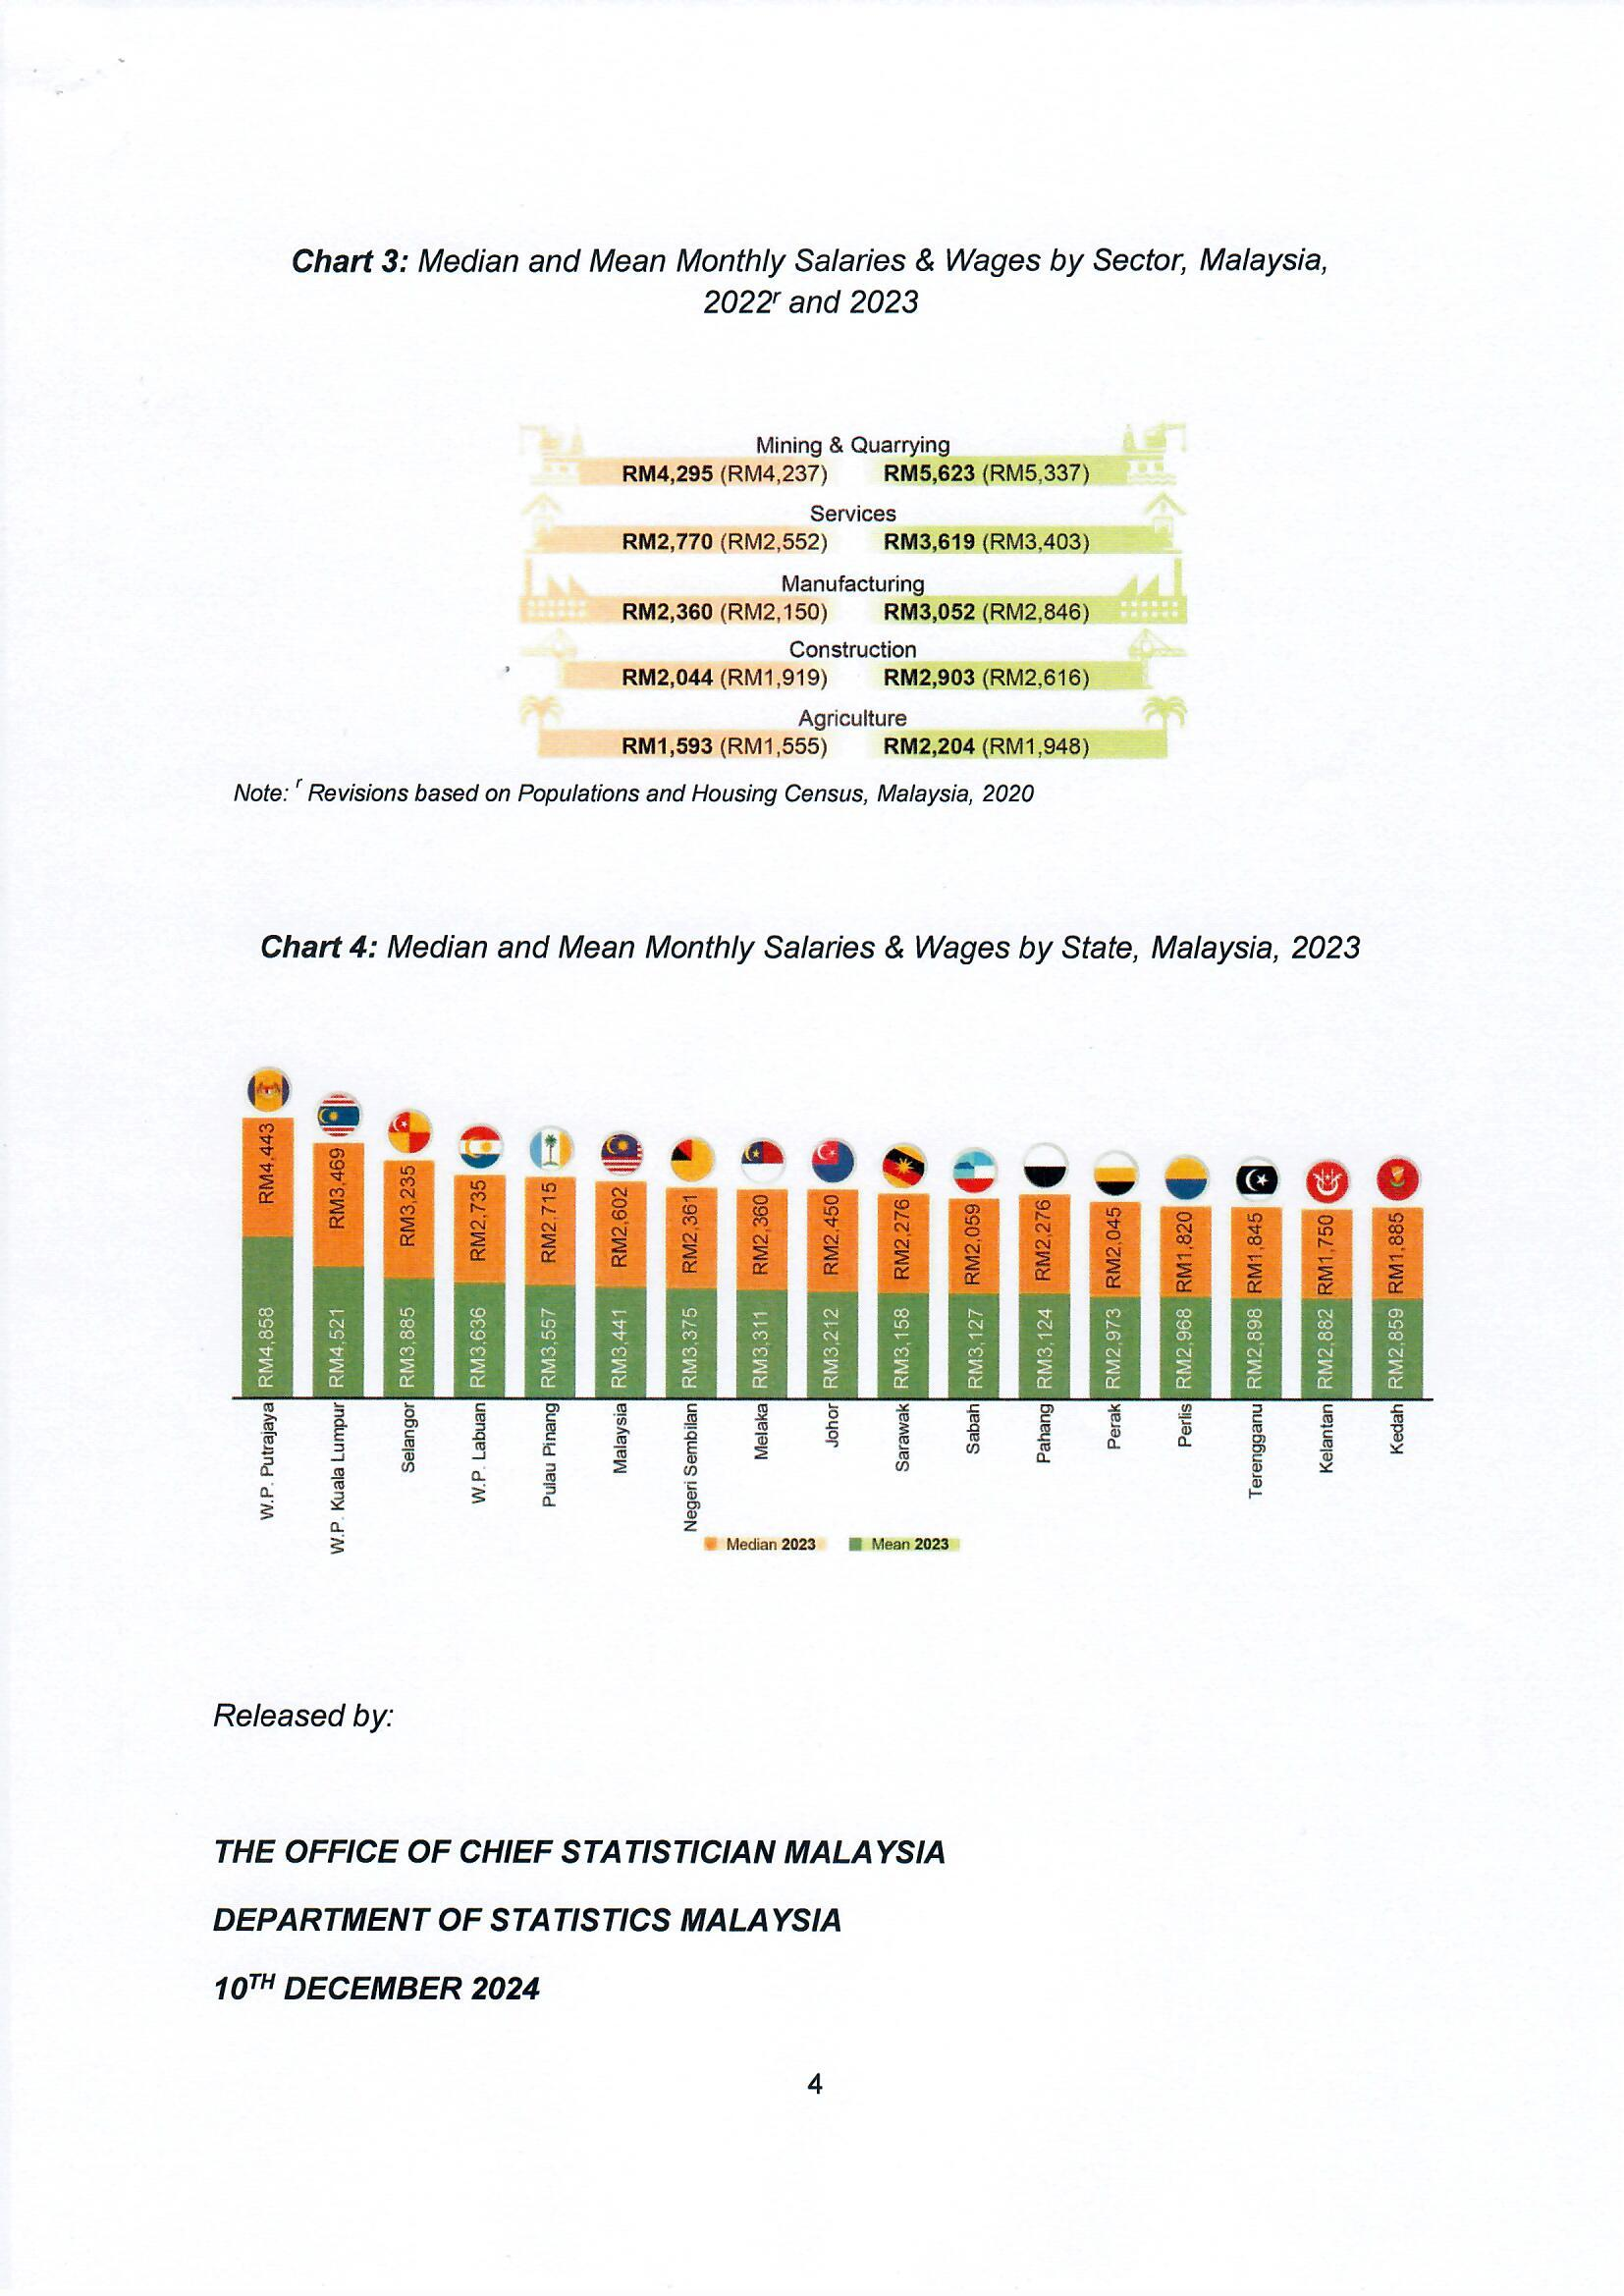 Chart 3: Median and Mean Monthly Salaries & Wages by Sector, Malaysia,
2022r and 2023
Mining & Quarrying
RM4,295 (RM4,237) RM5,623 (RM5,337)
Services
RM2,770 (RM2,552) RM3,619 (RM3,403)
Manufacturing
RM2,360 (RM2,150) RM3,052 (RM2,846)
Construction
RM2,044 (RM1,919) RM2,903 (RM2,616)
Agriculture
RM1,593 (RM1,555) RM2,204 (RM1,948)
Note: r Revisions based on Populations and Housing Census, Malaysia, 2020
Chart 4: Median and Mean Monthly Salaries & Wages by State, Malaysia, 2023
RM4,443
RM3,469
RM3,235
RM2,735
RM2,715
RM2,602
RM2,361
RM2,360
RM2,450
RM2,276
RM2,059
RM2,276
RM2,045
RM1,820
RM1,845
RM1,750
RM1,885
RM4,858
RM4,521
RM3,885
RM3,636
RM3,557
RM3,441
RM3,375
RM3,311
RM3,212
RM3,158
RM3,127
RM3,124
RM2,973
RM2,968
RM2,898
RM2,882
RM2,859
W.P. Putrajaya
W.P. Kuala Lumpur
Selangor
W.P. Labuan
Pulau Pinang
Malaysia
Negeri Sembilan
Melaka
Johor
Sarawak
Sabah
Pahang
Perak
Perlis
Terengganu
Kelantan
Kedah
Median 2023 Mean 2023
Released by:
THE OFFICE OF CHIEF STATISTICIAN MALAYSIA
DEPARTMENT OF STATISTICS MALAYSIA
10TH DECEMBER 2024
4